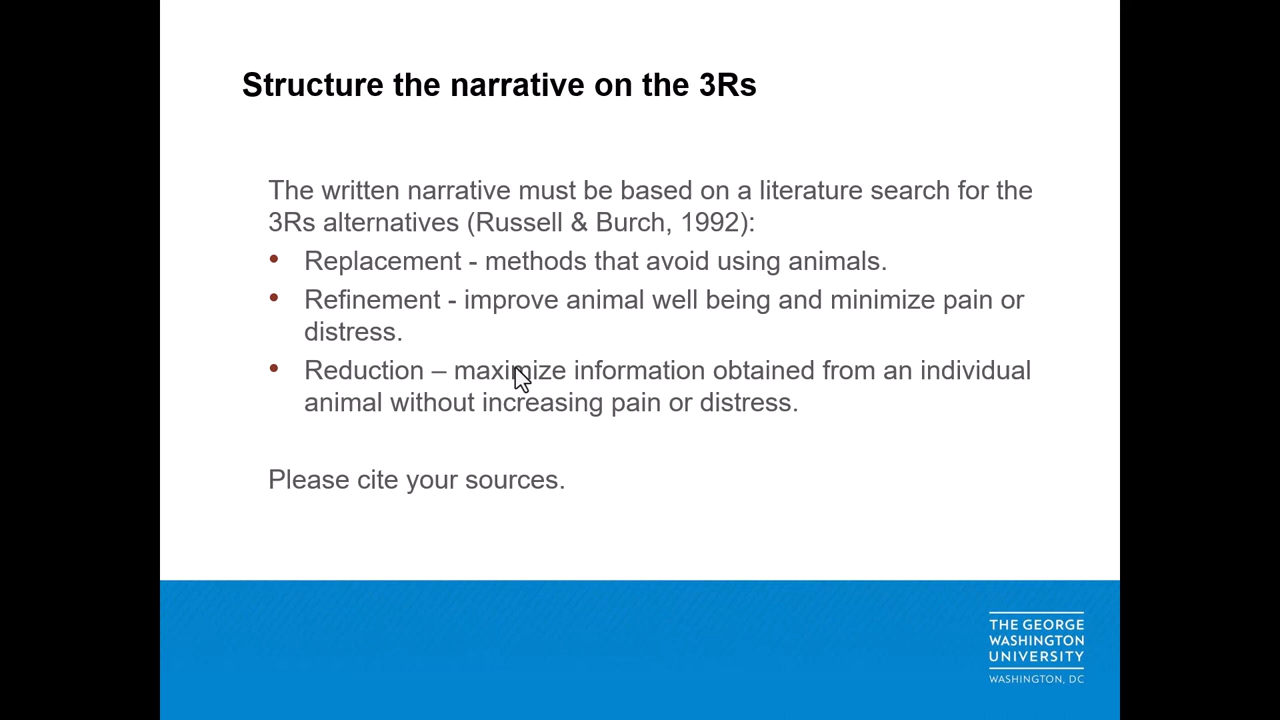 Structure the narrative on the 3Rs
The written narrative must be based on a literature search for the
3Rs alternatives (Russell & Burch, 1992):
• Replacement - methods that avoid using animals.
• Refinement - improve animal well being and minimize pain or
distress.
• Reduction – maximize information obtained from an individual
animal without increasing pain or distress.
Please cite your sources.
THE GEORGE
WASHINGTON
UNIVERSITY
WASHINGTON, DC